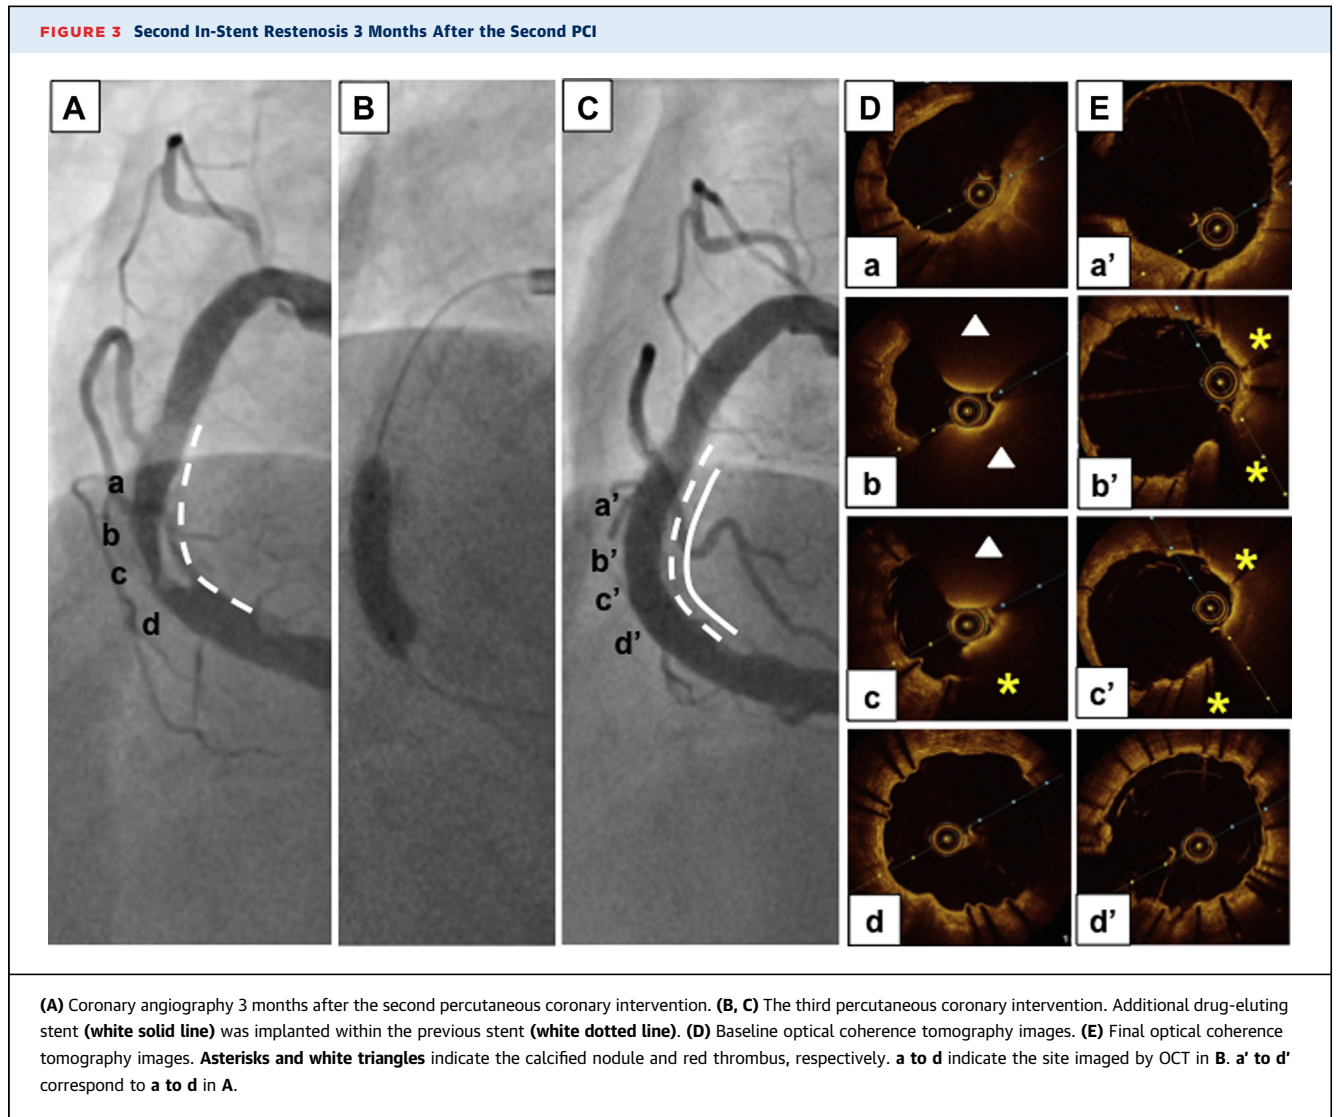 FIGURE 3 Second In-Stent Restenosis 3 Months After the Second PCI
A
B
C
D
E
a
b
c
d
a'
b'
c'
d'
a
a'
b
* 
b'
*
c
*
*
c'
*
d
d'
(A) Coronary angiography 3 months after the second percutaneous coronary intervention. (B, C) The third percutaneous coronary intervention. Additional drug-eluting
stent (white solid line) was implanted within the previous stent (white dotted line). (D) Baseline optical coherence tomography images. (E) Final optical coherence
tomography images. Asterisks and white triangles indicate the calcified nodule and red thrombus, respectively. a to d indicate the site imaged by OCT in B. a' to d'
correspond to a to d in A.